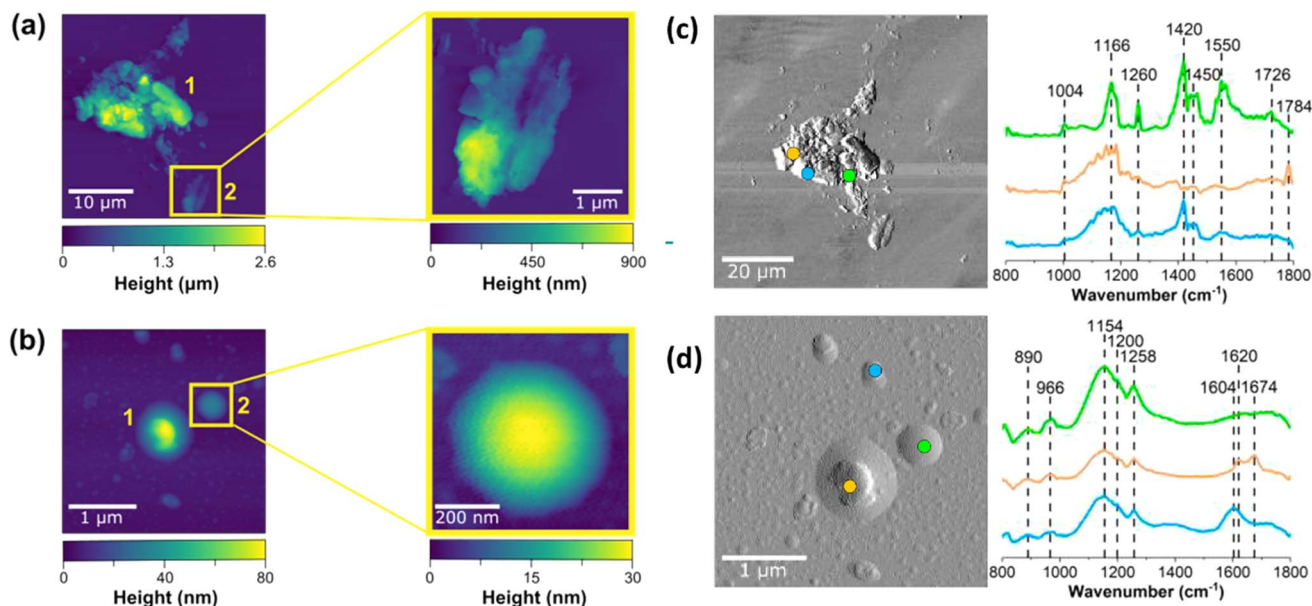 (a)
1
2
10 µm
1 µm
0 1.3 2.6
Height (µm)
0 450 900
Height (nm)
(b)
1
2
1 µm
200 nm
0 40 80
Height (nm)
0 15 30
Height (nm)
(c)
20 µm
1004
1166
1260
1420
1450
1550
1726
1784
800 1000 1200 1400 1600 1800
Wavenumber (cm⁻¹)
(d)
1 µm
890
966
1154
1200
1258
1604
1620
1674
800 1000 1200 1400 1600 1800
Wavenumber (cm⁻¹)